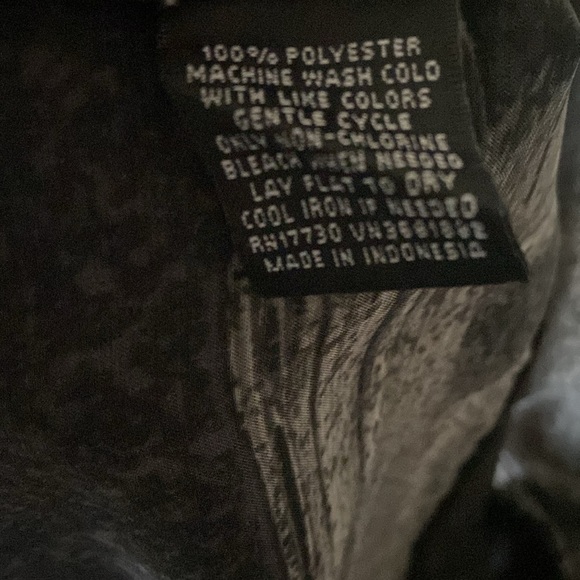 100% POLYESTER
MACHINE WASH COLD
WITH LIKE COLORS
GENTLE CYCLE
ONLY NON-CHLORINE
BLEACH WHEN NEEDED
LAY FLAT TO DRY
COOL IRON IF NEEDED
RN17730
MADE IN INDONESIA